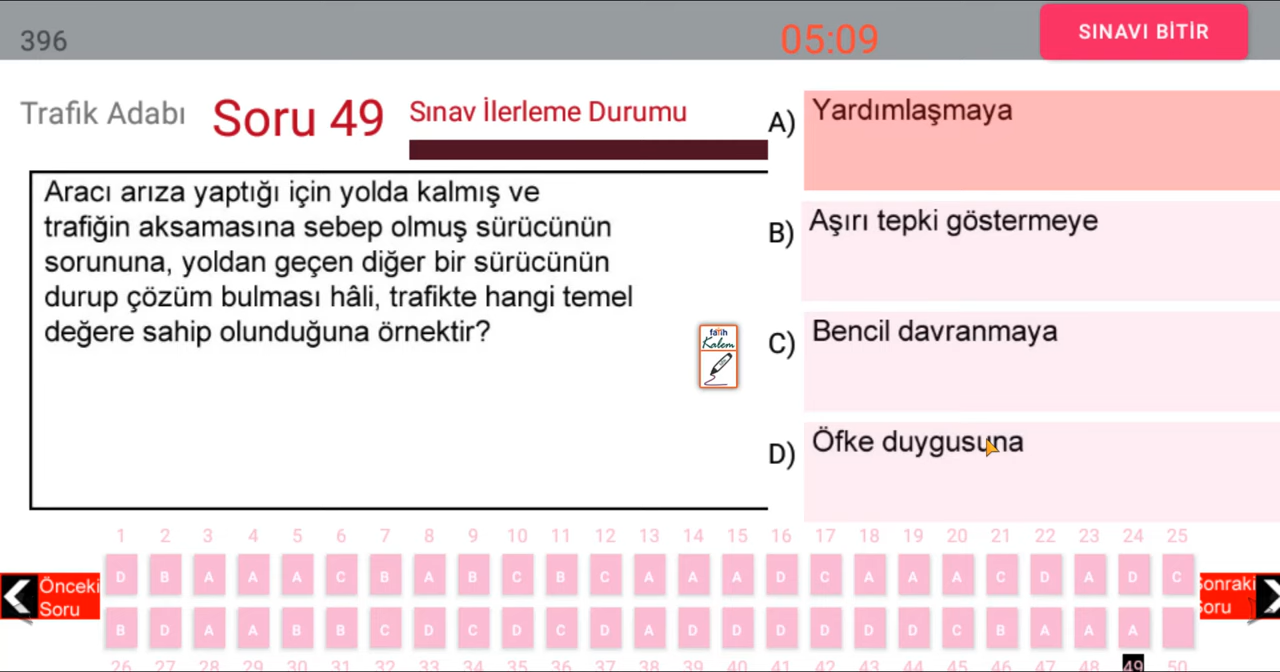 396
05:09
SINAVI BİTİR
Trafik Adabı
Soru 49
Sınav İlerleme Durumu
Aracı arıza yaptığı için yolda kalmış ve
trafiğin aksamasına sebep olmuş sürücünün
sorununa, yoldan geçen diğer bir sürücünün
durup çözüm bulması hâli, trafikte hangi temel
değere sahip olunduğuna örnektir?
fatih
Kalem
A) Yardımlaşmaya
B) Aşırı tepki göstermeye
C) Bencil davranmaya
D) Öfke duygusuna
1 2 3 4 5 6 7 8 9 10 11 12 13 14 15 16 17 18 19 20 21 22 23 24 25
D B A A A C B A B C B C A A A D C A A A C D A D C
B D A A B B C D C D C D A D D D D D D C B A A A
26 27 28 29 30 31 32 33 34 35 36 37 38 39 40 41 42 43 44 45 46 47 48 49 50
Önceki
Soru
Sonraki
Soru